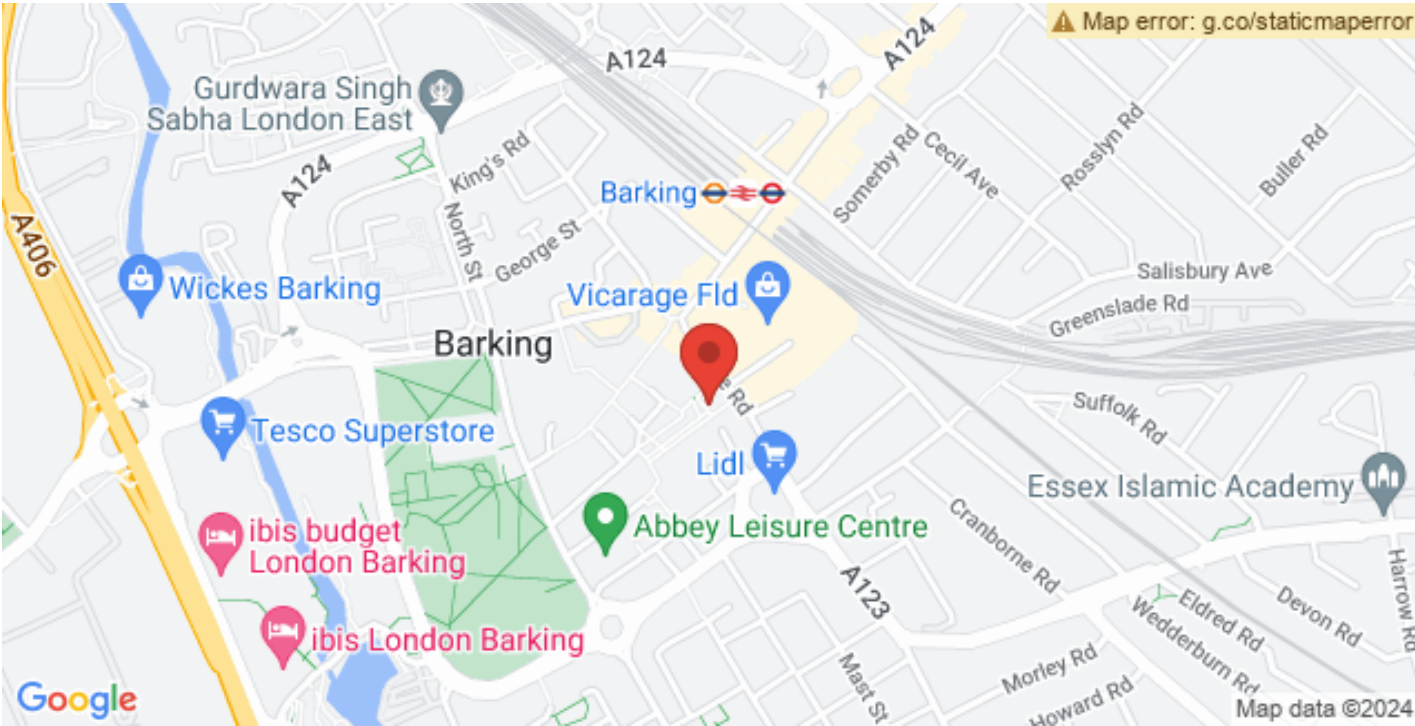 Map error: g.co/staticmaperror
A124
A124
Gurdwara Singh
Sabha London East
King's Rd
Somerby Rd
Cecil Ave
Rosslyn Rd
Buller Rd
A124
Barking
North St
George St
A406
Wickes Barking
Vicarage Fld
Salisbury Ave
Greenslade Rd
Barking
Rd
Suffolk Rd
Tesco Superstore
Lidl
Essex Islamic Academy
ibis budget
London Barking
Abbey Leisure Centre
Cranborne Rd
A123
Harrow Rd
Eldred Rd
Devon Rd
Wedderburn Rd
ibis London Barking
Mast St
Morley Rd
Howard Rd
Google
Map data ©2024